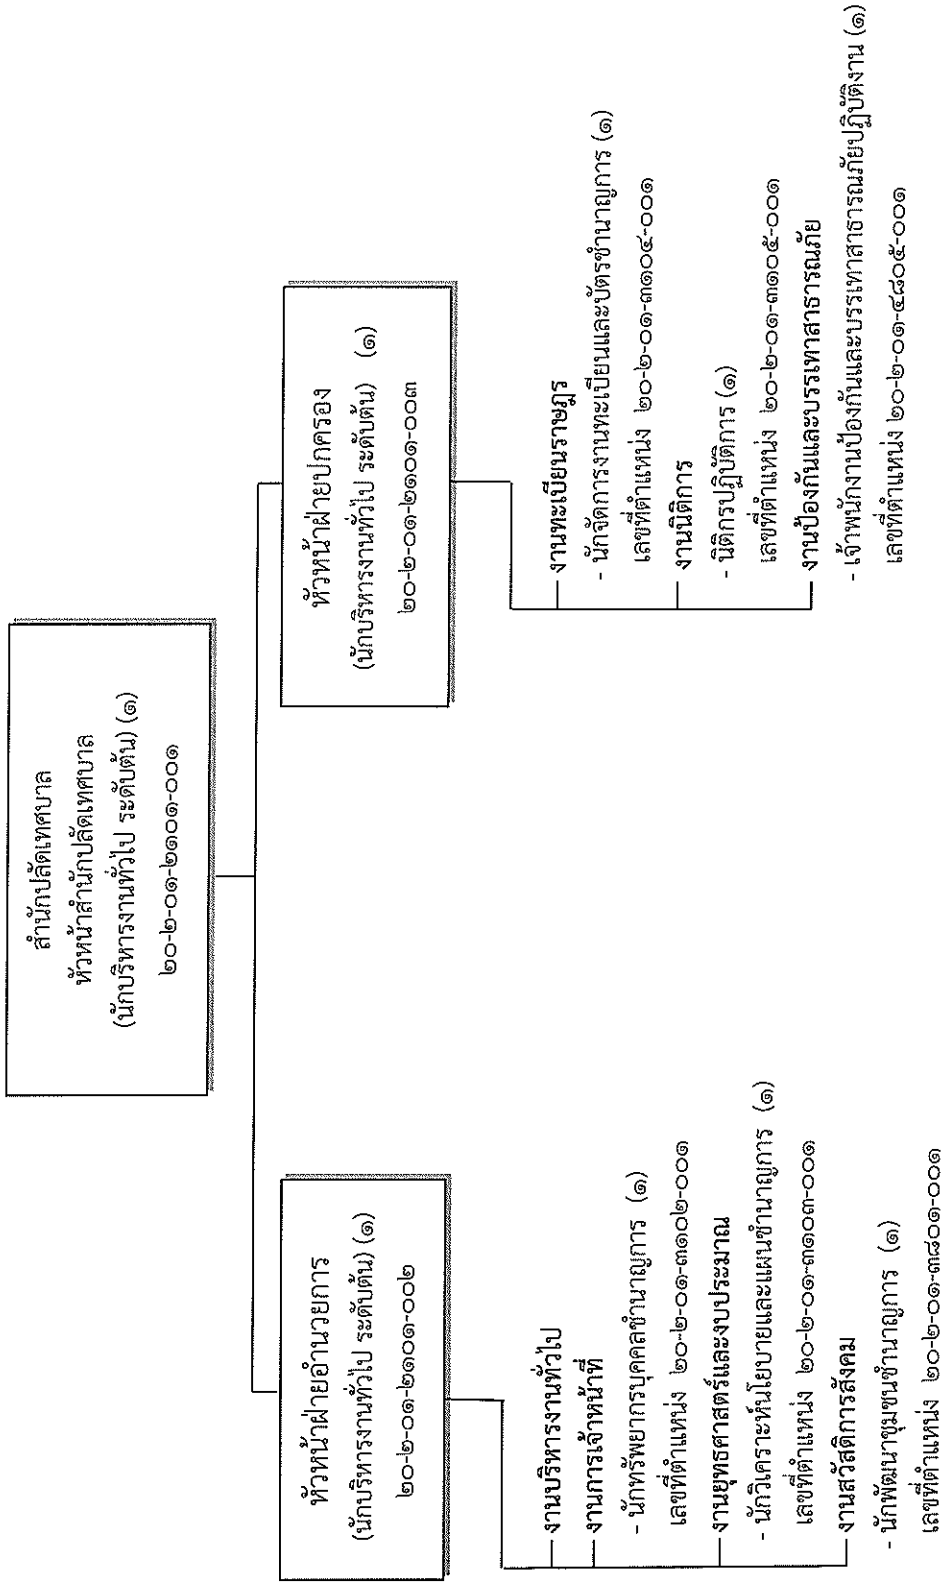 สำนักปลัดเทศบาล
หัวหน้าสำนักปลัดเทศบาล
(นักบริหารงานทั่วไป ระดับต้น) (๑)
๒๐-๒-๐๑-๒๑๐๑-๐๐๑
หัวหน้าฝ่ายอำนวยการ
(นักบริหารงานทั่วไป ระดับต้น) (๑)
๒๐-๒-๐๑-๒๑๐๑-๐๐๒
งานบริหารงานทั่วไป
งานการเจ้าหน้าที่
- นักทรัพยากรบุคคลชำนาญการ (๑)
เลขที่ตำแหน่ง ๒๐-๒-๐๑-๓๑๐๒-๐๐๑
งานยุทธศาสตร์และงบประมาณ
- นักวิเคราะห์นโยบายและแผนชำนาญการ (๑)
เลขที่ตำแหน่ง ๒๐-๒-๐๑-๓๑๐๓-๐๐๑
งานสวัสดิการสังคม
- นักพัฒนาชุมชนชำนาญการ (๑)
เลขที่ตำแหน่ง ๒๐-๒-๐๑-๓๘๐๑-๐๐๑
หัวหน้าฝ่ายปกครอง
(นักบริหารงานทั่วไป ระดับต้น) (๑)
๒๐-๒-๐๑-๒๑๐๑-๐๐๓
งานทะเบียนราษฎร
- นักจัดการงานทะเบียนและบัตรชำนาญการ (๑)
เลขที่ตำแหน่ง ๒๐-๒-๐๑-๓๑๐๔-๐๐๑
งานนิติการ
- นิติกรปฏิบัติการ (๑)
เลขที่ตำแหน่ง ๒๐-๒-๐๑-๓๑๐๕-๐๐๑
งานป้องกันและบรรเทาสาธารณภัย
- เจ้าพนักงานป้องกันและบรรเทาสาธารณภัยปฏิบัติงาน (๑)
เลขที่ตำแหน่ง ๒๐-๒-๐๑-๔๘๐๕-๐๐๑